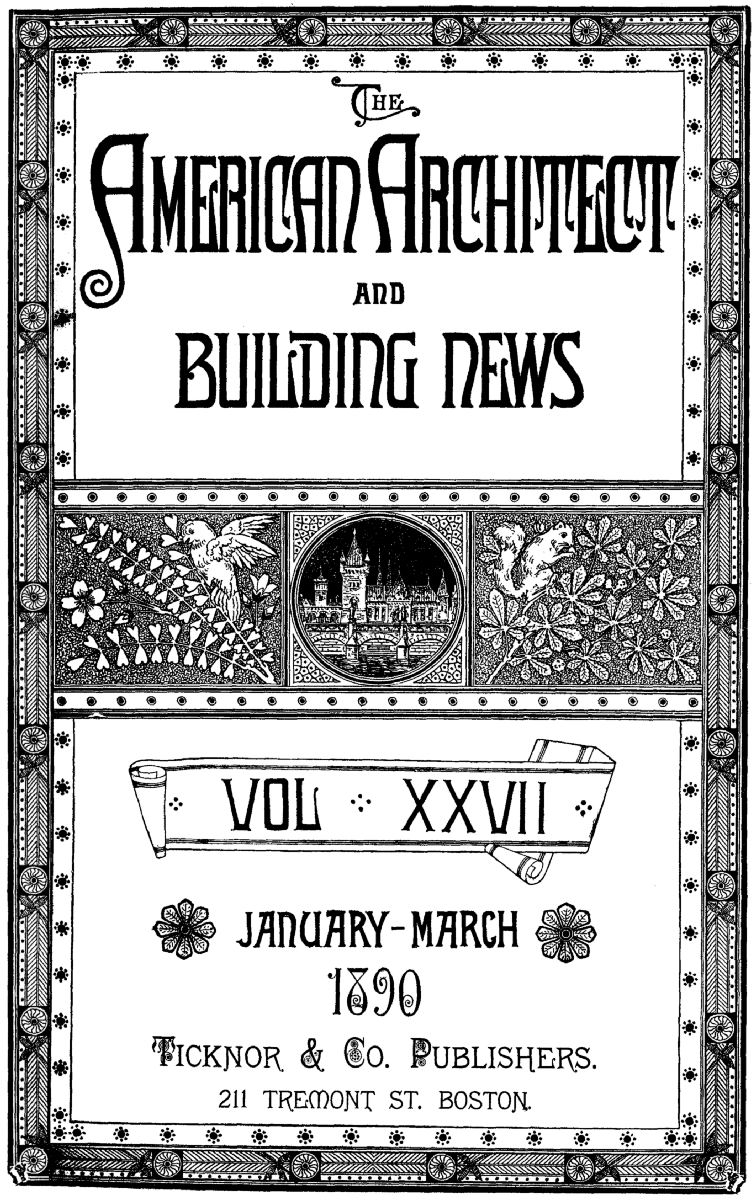 THE
AMERICAN ARCHITECT
AND
BUILDING NEWS
VOL XXVII
JANUARY-MARCH
1890
TICKNOR & CO. PUBLISHERS.
211 TREMONT ST. BOSTON.